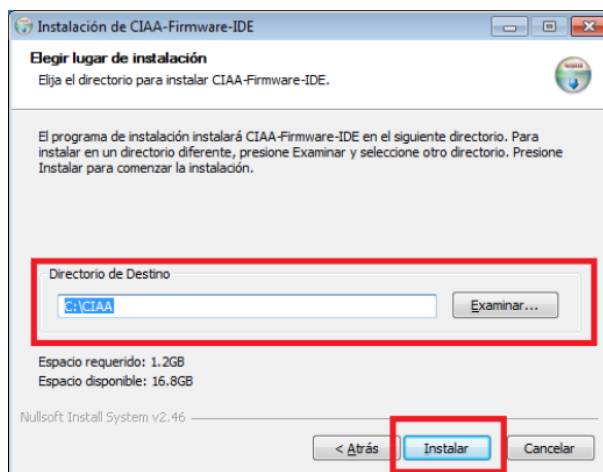 Instalación de CIAA-Firmware-IDE
Elegir lugar de instalación
Elija el directorio para instalar CIAA-Firmware-IDE.
El programa de instalación instalará CIAA-Firmware-IDE en el siguiente directorio. Para
instalar en un directorio diferente, presione Examinar y seleccione otro directorio. Presione
Instalar para comenzar la instalación.
Directorio de Destino
C:\CIAA
Examinar...
Espacio requerido: 1.2GB
Espacio disponible: 16.8GB
Nullsoft Install System v2.46
< Atrás
Instalar
Cancelar